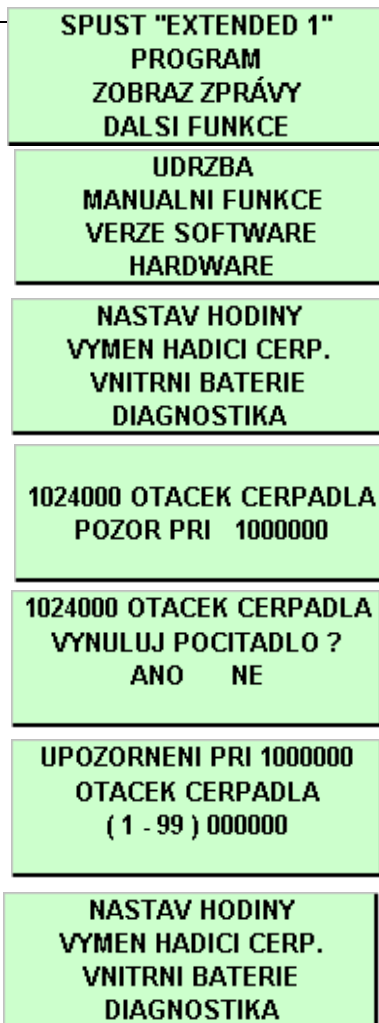 SPUST "EXTENDED 1"
PROGRAM
ZOBRAZ ZPRÁVY
DALSI FUNKCE
UDRZBA
MANUALNI FUNKCE
VERZE SOFTWARE
HARDWARE
NASTAV HODINY
VYMEN HADICI CERP.
VNITRNI BATERIE
DIAGNOSTIKA
1024000 OTACEK CERPADLA
POZOR PRI 1000000
1024000 OTACEK CERPADLA
VYNULUJ POCITADLO ?
ANO NE
UPOZORNENI PRI 1000000
OTACEK CERPADLA
( 1 - 99 ) 000000
NASTAV HODINY
VYMEN HADICI CERP.
VNITRNI BATERIE
DIAGNOSTIKA